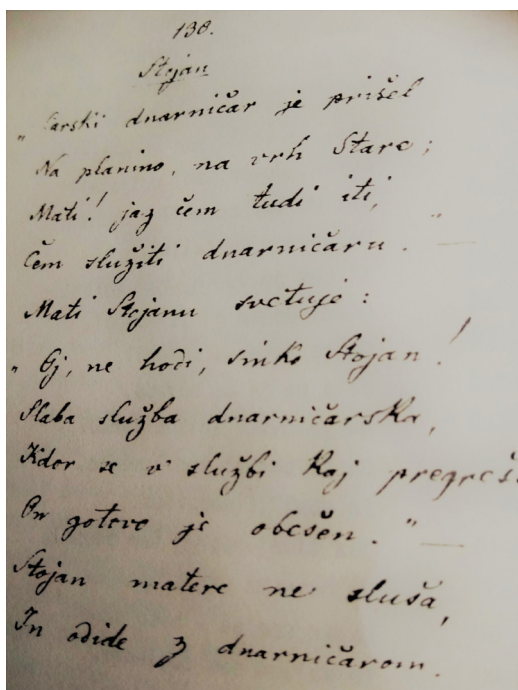 138.
Stojan
„Carski dnarničar je prišel
Na planino, na vrh Stare;
Mati! jaz čem tudi iti,
Čem služiti dnarničaru." —
Mati Stojanu svetuje:
„Oj, ne hodi, sinko Stojan!
Slaba služba dnarničarska,
Kdor se v službi kaj pregreši
On gotovo je obešen." —
Stojan matere ne sluša,
In odide z dnarničarom.